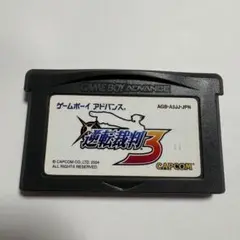 GAME BOY ADVANCE
ゲームボーイ アドバンス
AGB-A3JJ-JPN
逆転裁判3
© CAPCOM CO., LTD. 2004
ALL RIGHTS RESERVED.
CAPCOM